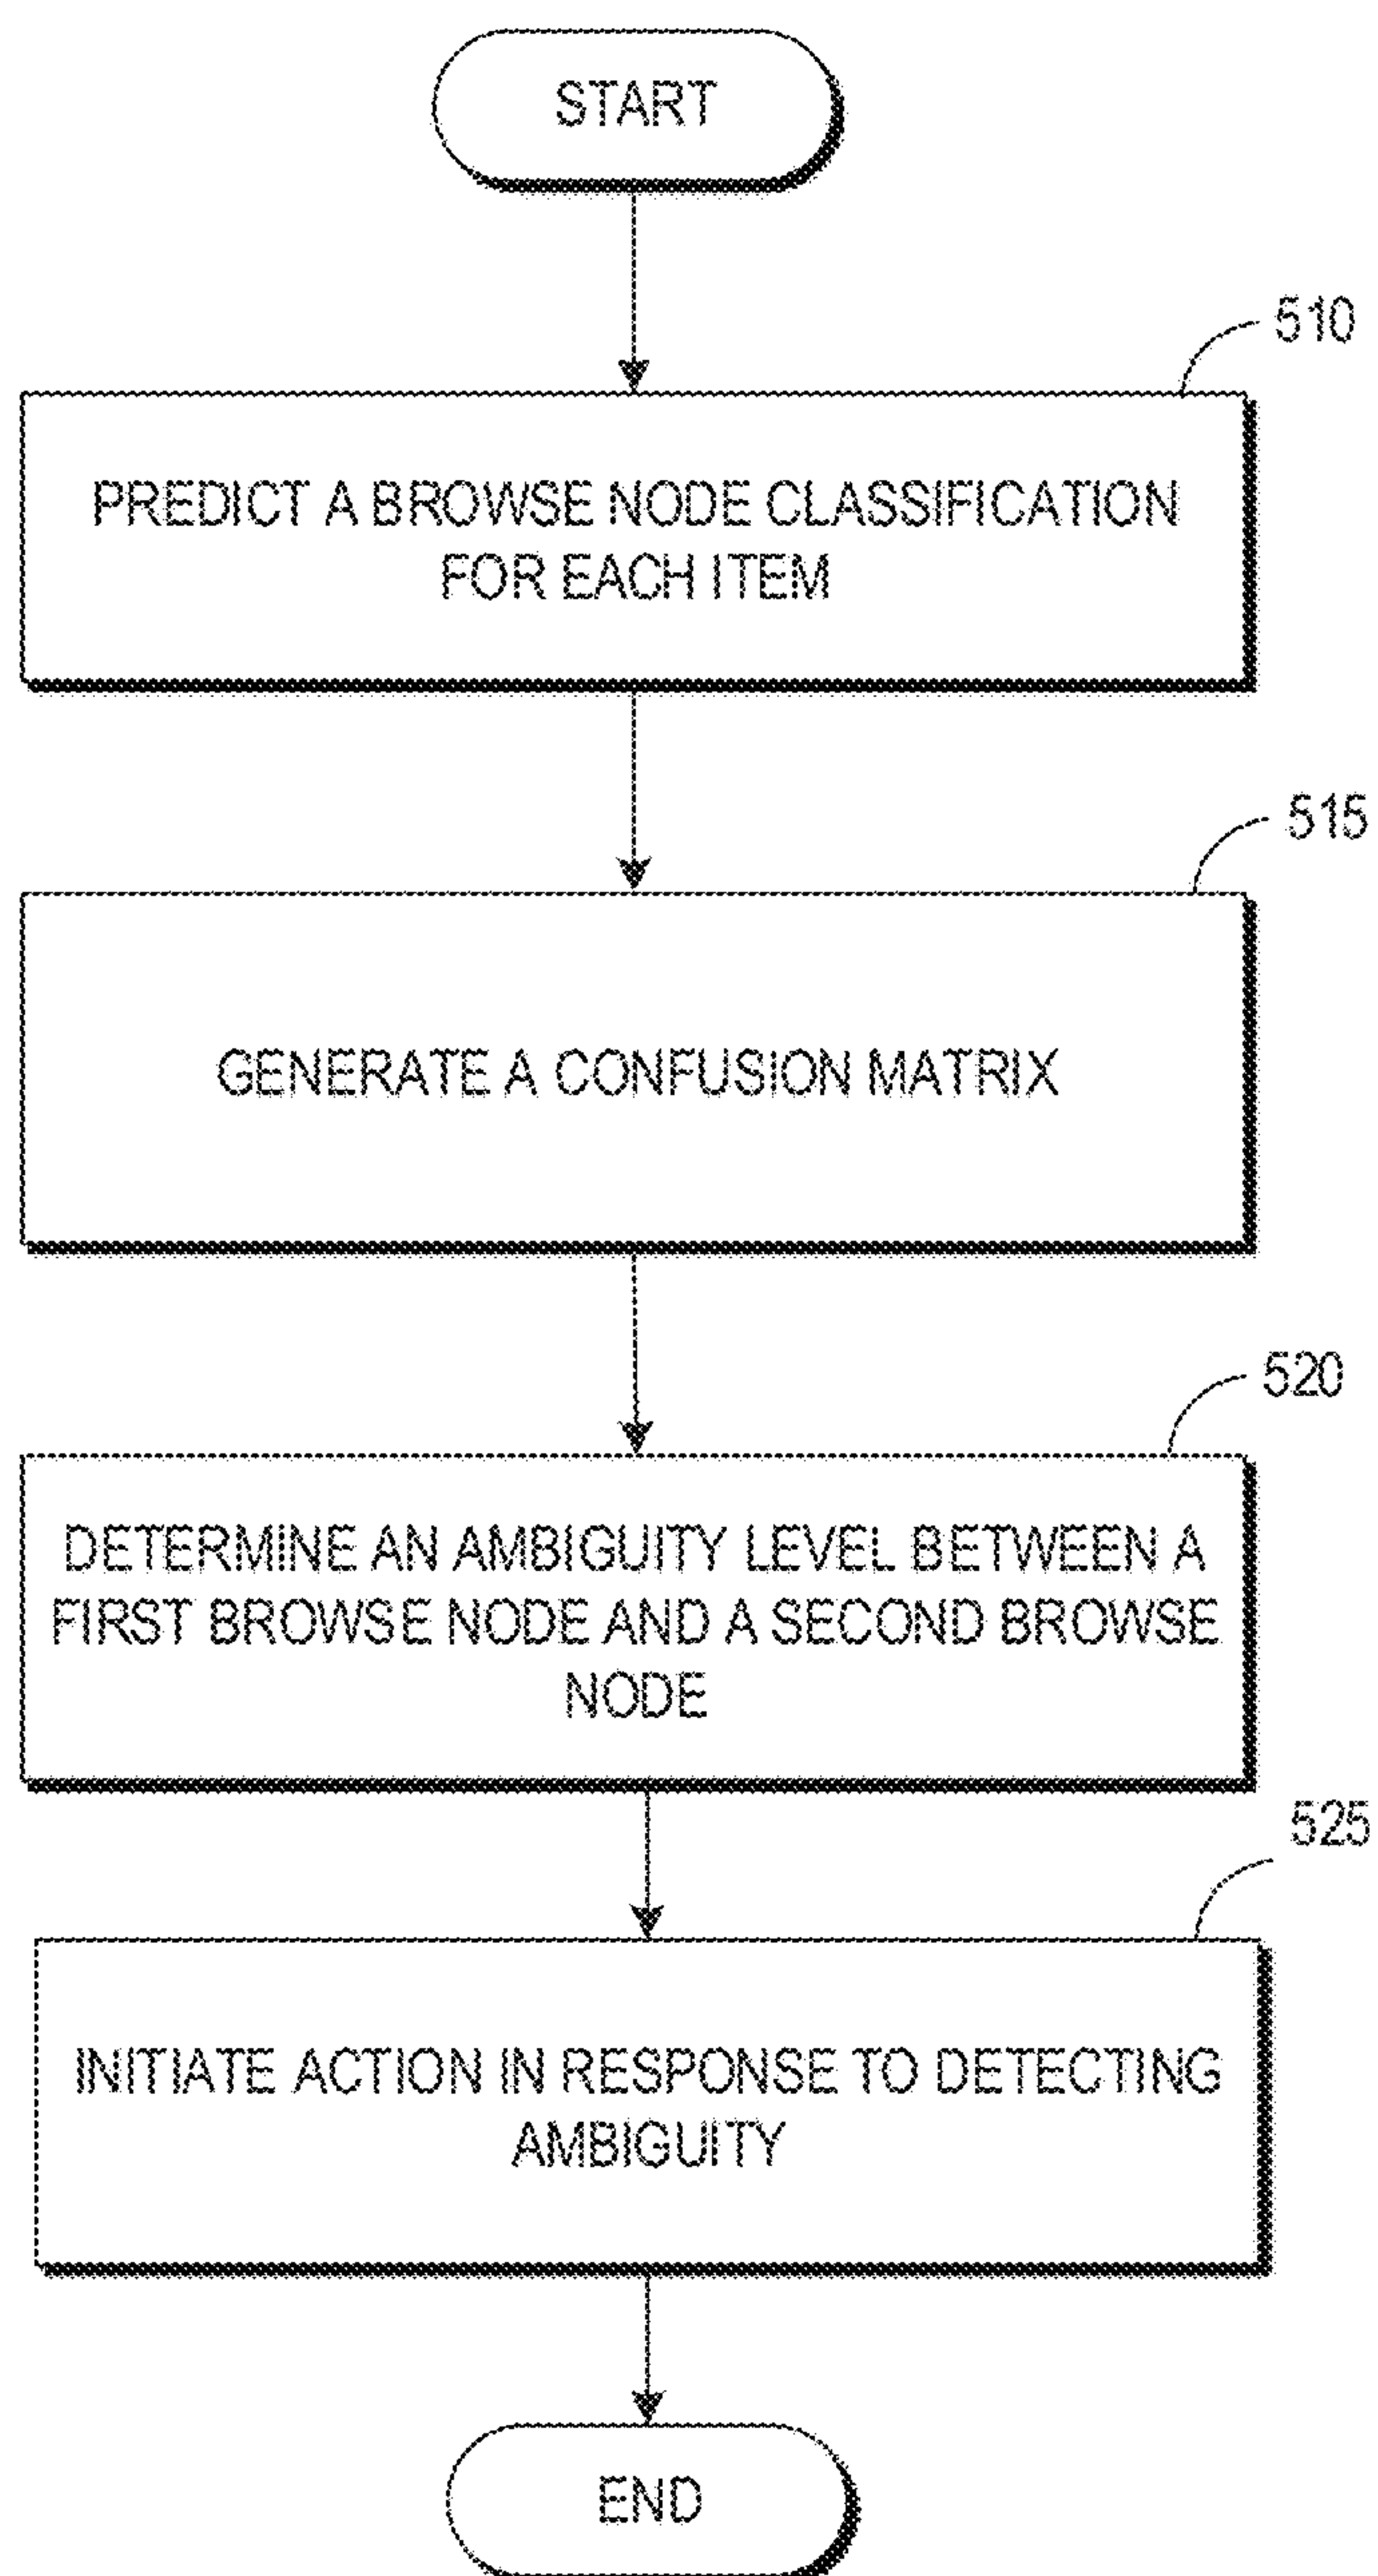 START
510
PREDICT A BROWSE NODE CLASSIFICATION
FOR EACH ITEM
515
GENERATE A CONFUSION MATRIX
520
DETERMINE AN AMBIGUITY LEVEL BETWEEN A
FIRST BROWSE NODE AND A SECOND BROWSE
NODE
525
INITIATE ACTION IN RESPONSE TO DETECTING
AMBIGUITY
END